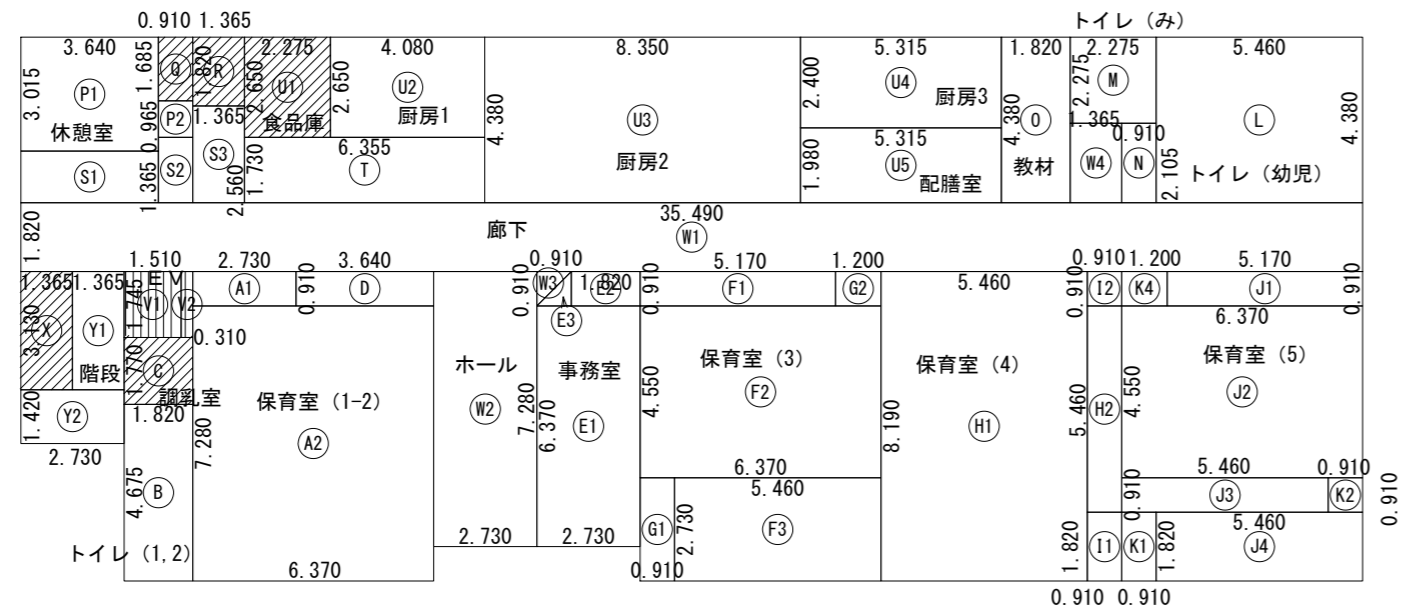 0.910 1.365 トイレ（み）
3.640 2.275 4.080 8.350 5.315 1.820 2.275 5.460
3.015 1.685 1.820 2.650 2.650 4.380 2.400 4.380 2.275 4.380
P1 Q R U1 U2 U3 U4 O M L
休憩室 食品庫 厨房1 厨房2 厨房3 教材
0.965 P2 1.365 6.355 5.315 1.365 0.910
S1 1.365 S2 S3 2.560 1.730 T 1.980 U5 配膳室 W4 N 2.105 トイレ（幼児）
1.820 廊下 35.490 W1
1.510 2.730 3.640 0.910 5.170 1.200 5.460 0.910 1.200 5.170
1.365 1.365 EV A1 0.910 D 0.910 W3 1.820 E2 0.910 F1 G2 0.910 I2 K4 J1 0.910
3.130 X Y1 1.745 V1 V2 0.310 E3 6.370
階段 1.770 C 調乳室 保育室（1-2） ホール 事務室 保育室（3） 保育室（4） 保育室（5）
1.420 Y2 1.820 7.280 A2 W2 7.280 6.370 E1 4.550 F2 8.190 H1 5.460 H2 4.550 J2
2.730 6.370 5.460 5.460 0.910
4.675 B 0.910 J3 K2 0.910
トイレ（1,2） 2.730 2.730 G1 2.730 F3 1.820 I1 K1 1.820 5.460 J4
6.370 0.910 0.910 0.910